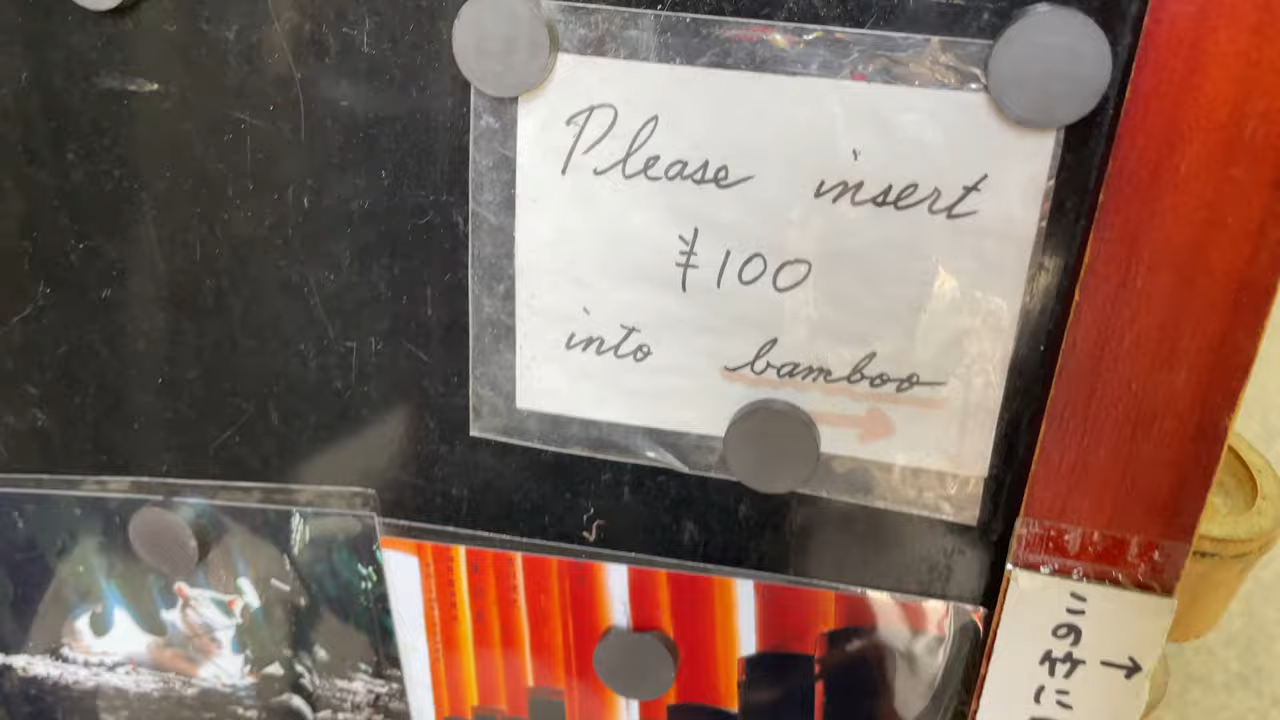 Please insert
¥100
into bamboo
→
この竹に